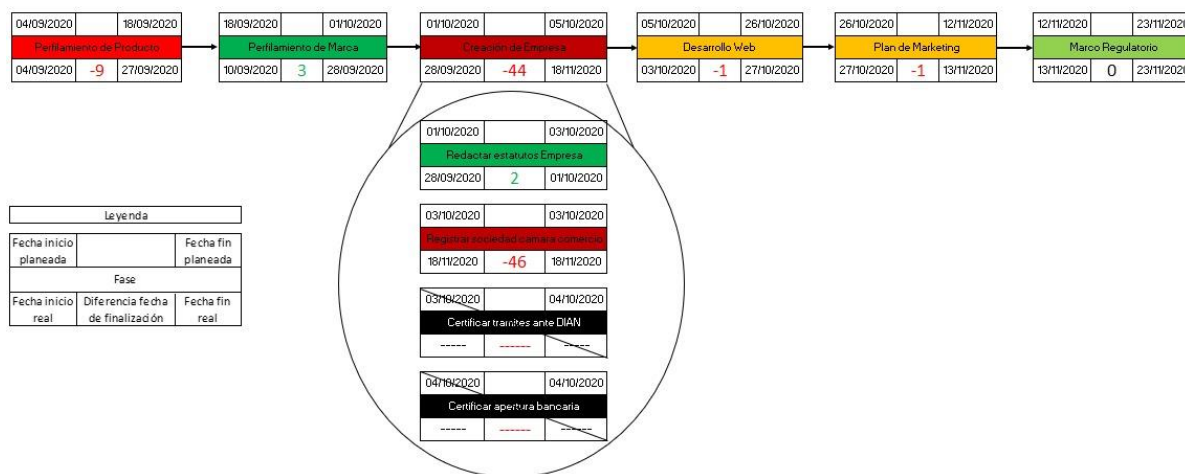 04/09/2020 18/09/2020
Perfilamiento de Producto
04/09/2020 -9 27/09/2020
18/09/2020 01/10/2020
Perfilamiento de Marca
10/09/2020 3 28/09/2020
01/10/2020 05/10/2020
Creación de Empresa
28/09/2020 -44 18/11/2020
05/10/2020 26/10/2020
Desarrollo Web
03/10/2020 -1 27/10/2020
26/10/2020 12/11/2020
Plan de Marketing
27/10/2020 -1 13/11/2020
12/11/2020 23/11/2020
Marco Regulatorio
13/11/2020 0 23/11/2020
01/10/2020 03/10/2020
Redactar estatutos Empresa
28/09/2020 2 01/10/2020
03/10/2020 03/10/2020
Registrar sociedad camara comercio
18/11/2020 -46 18/11/2020
03/10/2020 04/10/2020
Certificar tramites ante DIAN
----- ------ -----
04/10/2020 04/10/2020
Certificar apertura bancaria
----- ------ ------
Leyenda
Fecha inicio Fecha fin
planeada planeada
Fase
Fecha inicio Diferencia fecha Fecha fin
real de finalización real